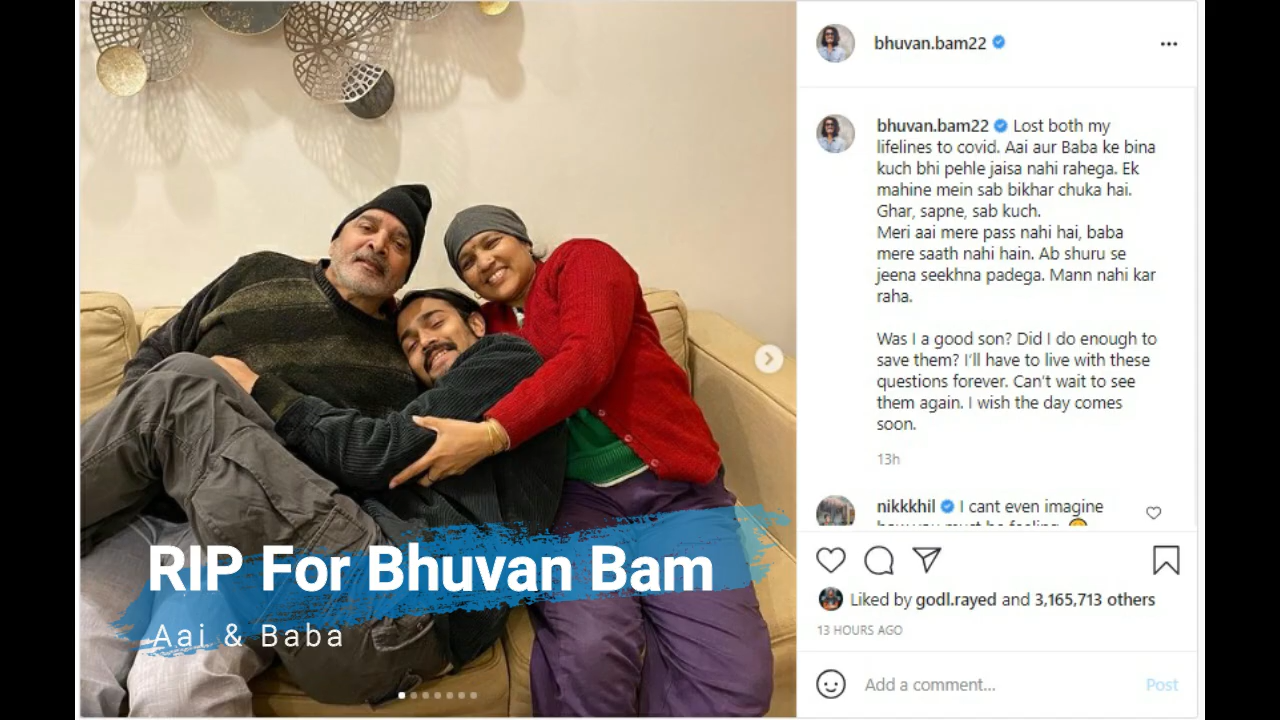 bhuvan.bam22
bhuvan.bam22 Lost both my
lifelines to covid. Aai aur Baba ke bina
kuch bhi pehle jaisa nahi rahega. Ek
mahine mein sab bikhar chuka hai.
Ghar, sapne, sab kuch.
Meri aai mere pass nahi hai, baba
mere saath nahi hain. Ab shuru se
jeena seekhna padega. Mann nahi kar
raha.
Was I a good son? Did I do enough to
save them? I'll have to live with these
questions forever. Can't wait to see
them again. I wish the day comes
soon.
13h
nikkkhil I cant even imagine
how you must be feeling.
Liked by godl.rayed and 3,165,713 others
13 HOURS AGO
Add a comment... Post
RIP For Bhuvan Bam
Aai & Baba